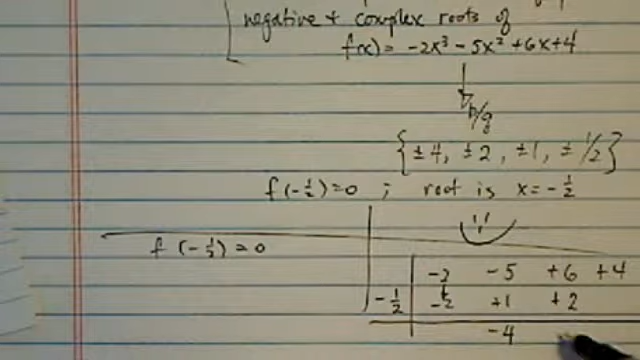 negative + complex roots of
f(x) = -2x³ - 5x² + 6x + 4
p/q
{±4, ±2, ±1, ±1/2}
f(-½)=0 ; root is x = -½
f(-½)=0
-2 -5 +6 +4
-½ +1 +2
-4